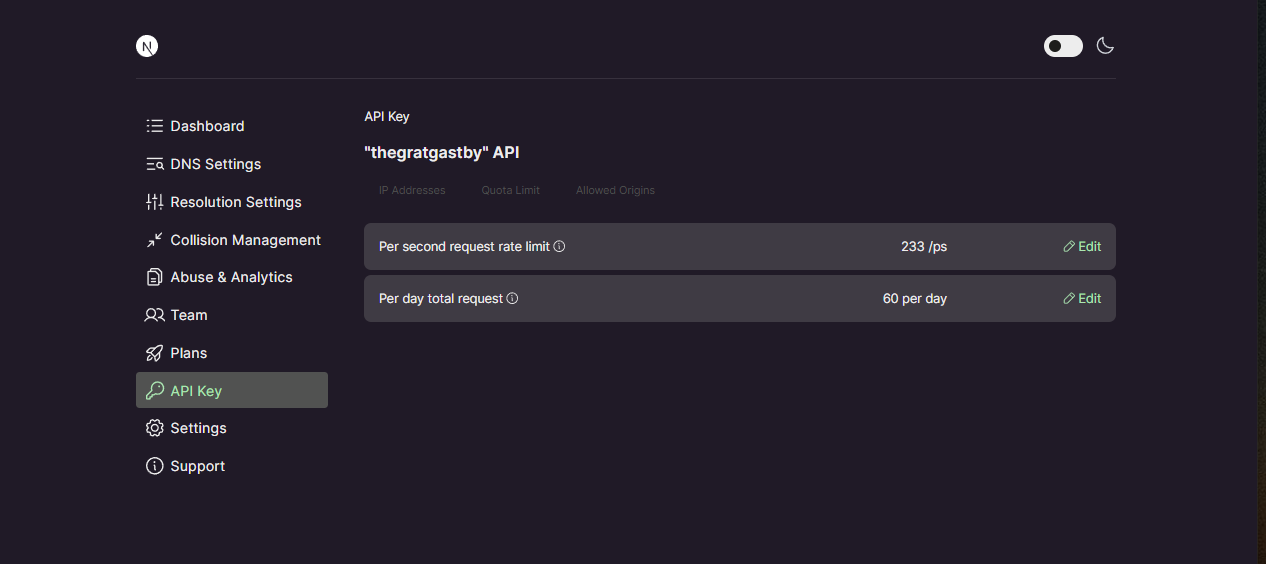 N
Dashboard
DNS Settings
Resolution Settings
Collision Management
Abuse & Analytics
Team
Plans
API Key
Settings
Support
API Key
"thegratgastby" API
IP Addresses Quota Limit Allowed Origins
Per second request rate limit 233 /ps Edit
Per day total request 60 per day Edit